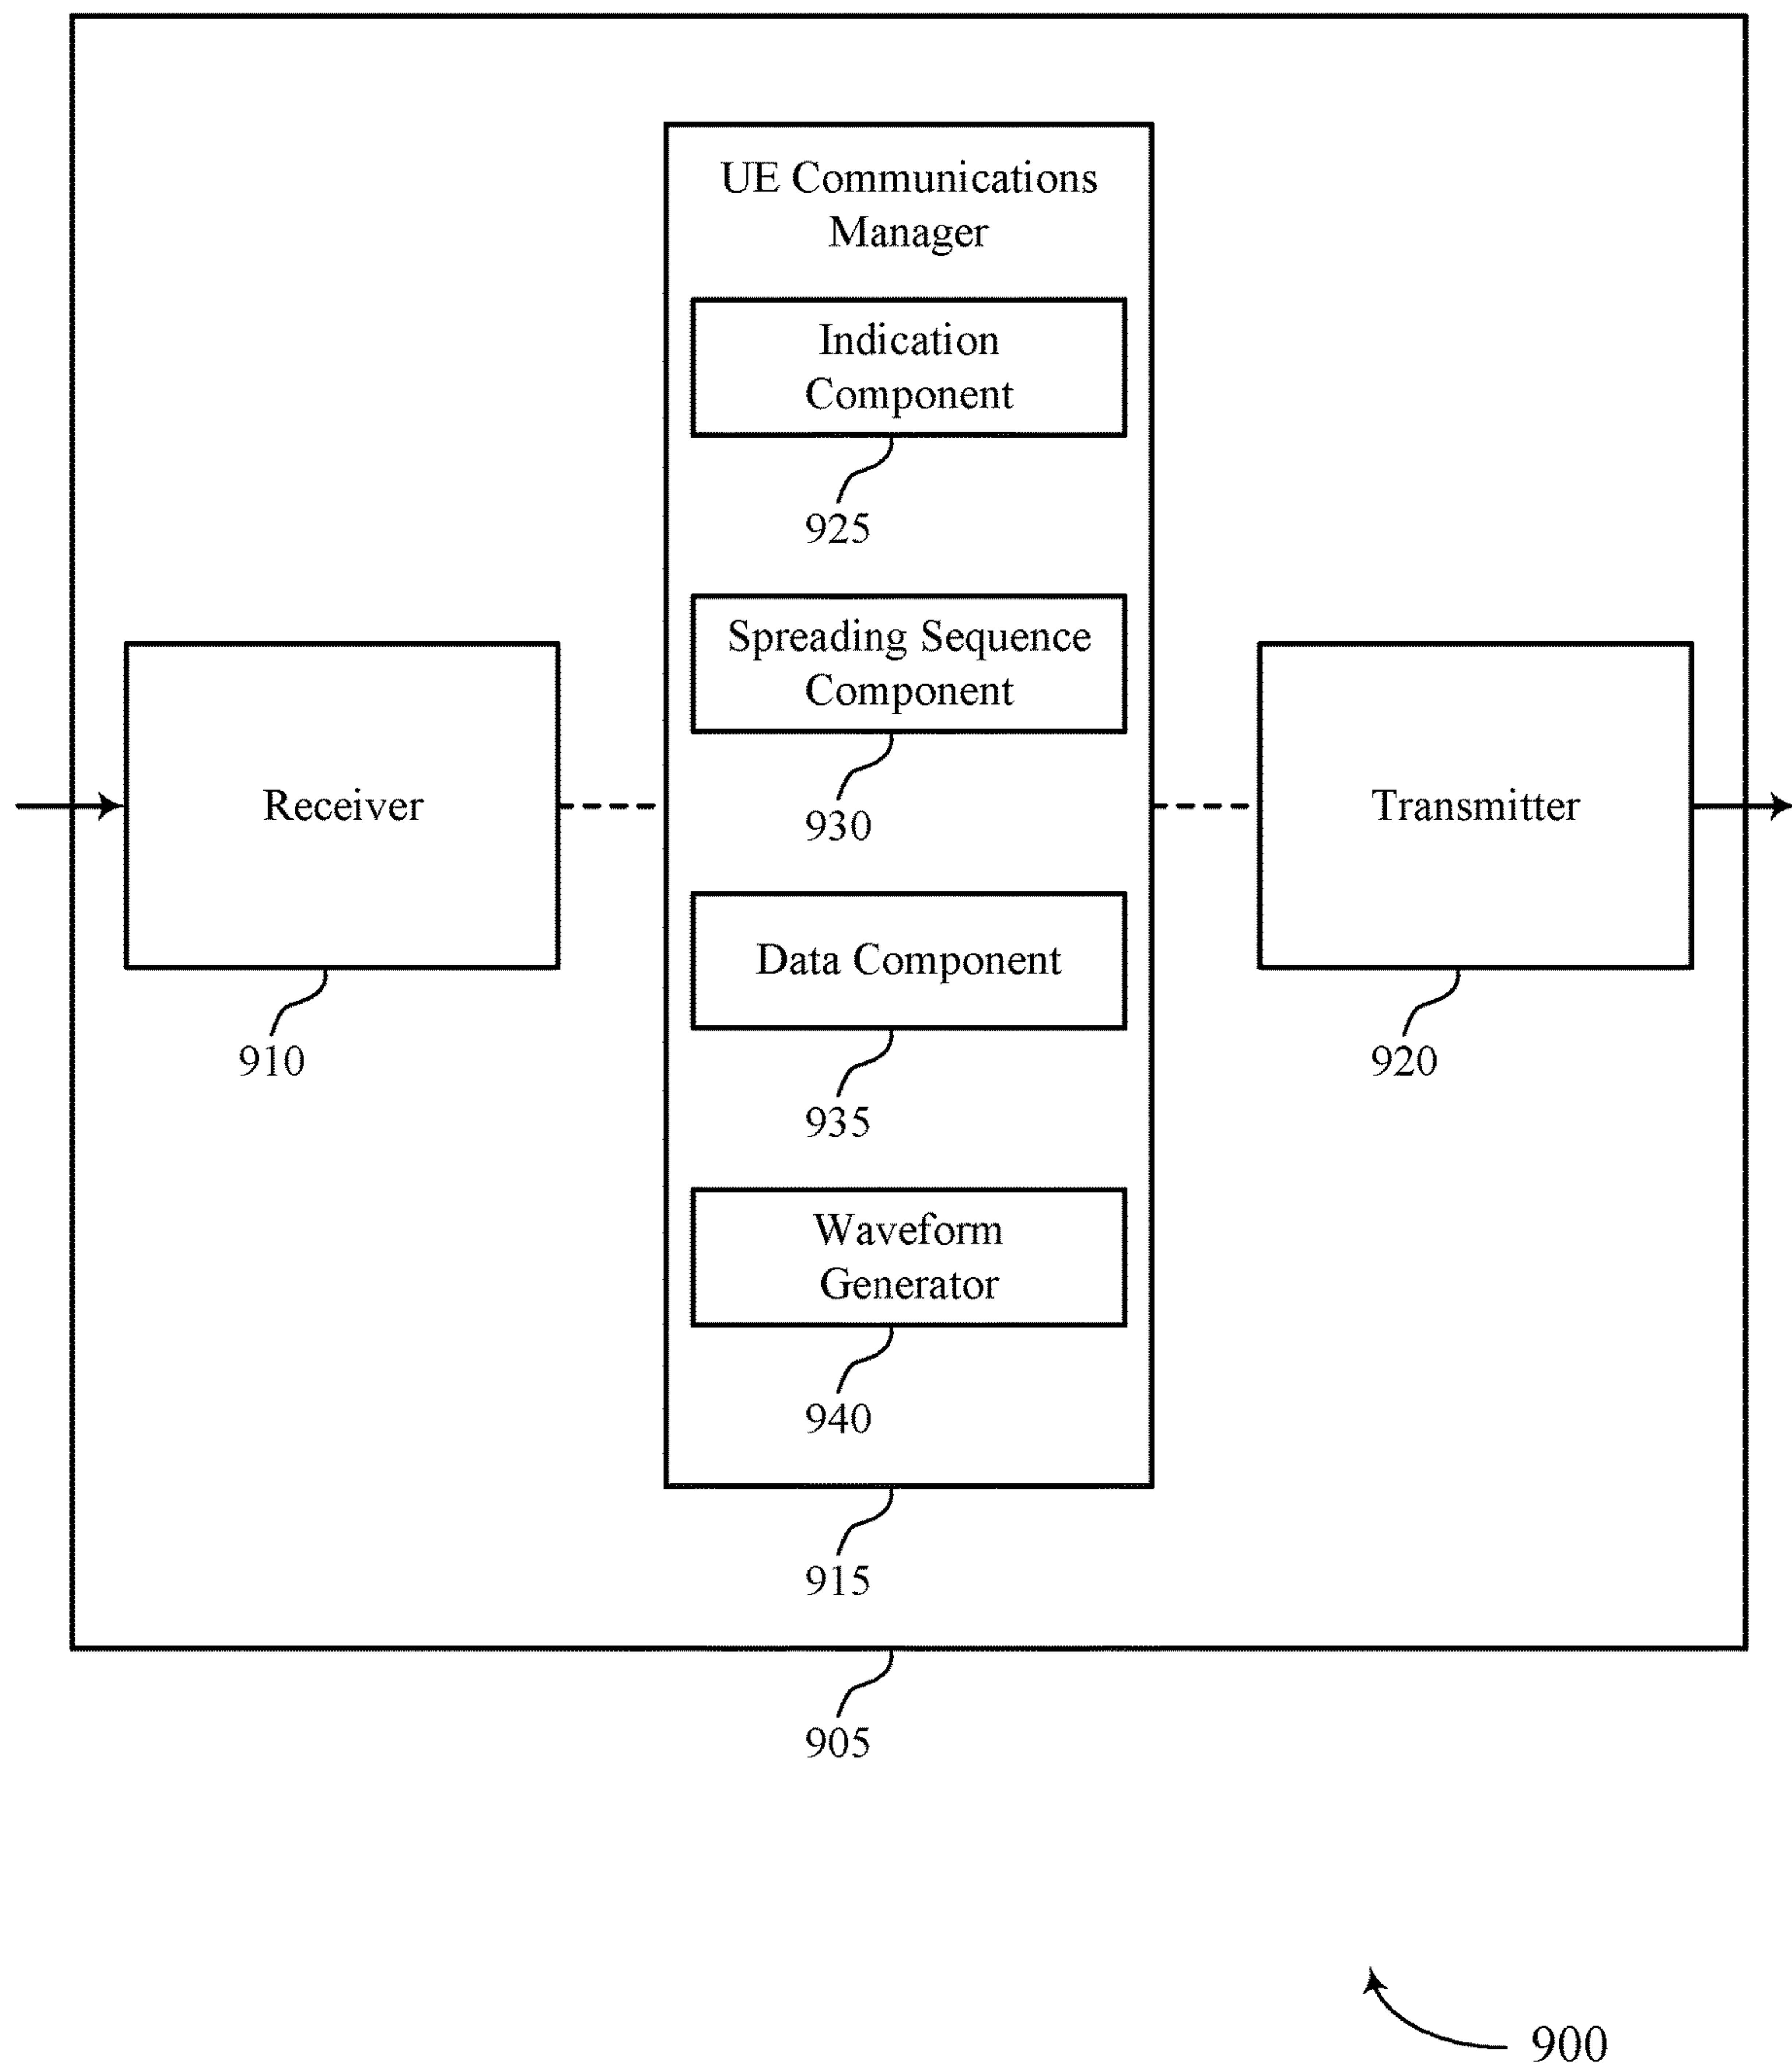 UE Communications
Manager
Indication
Component
925
Spreading Sequence
Component
930
Receiver
910
Data Component
935
Transmitter
920
Waveform
Generator
940
915
905
900